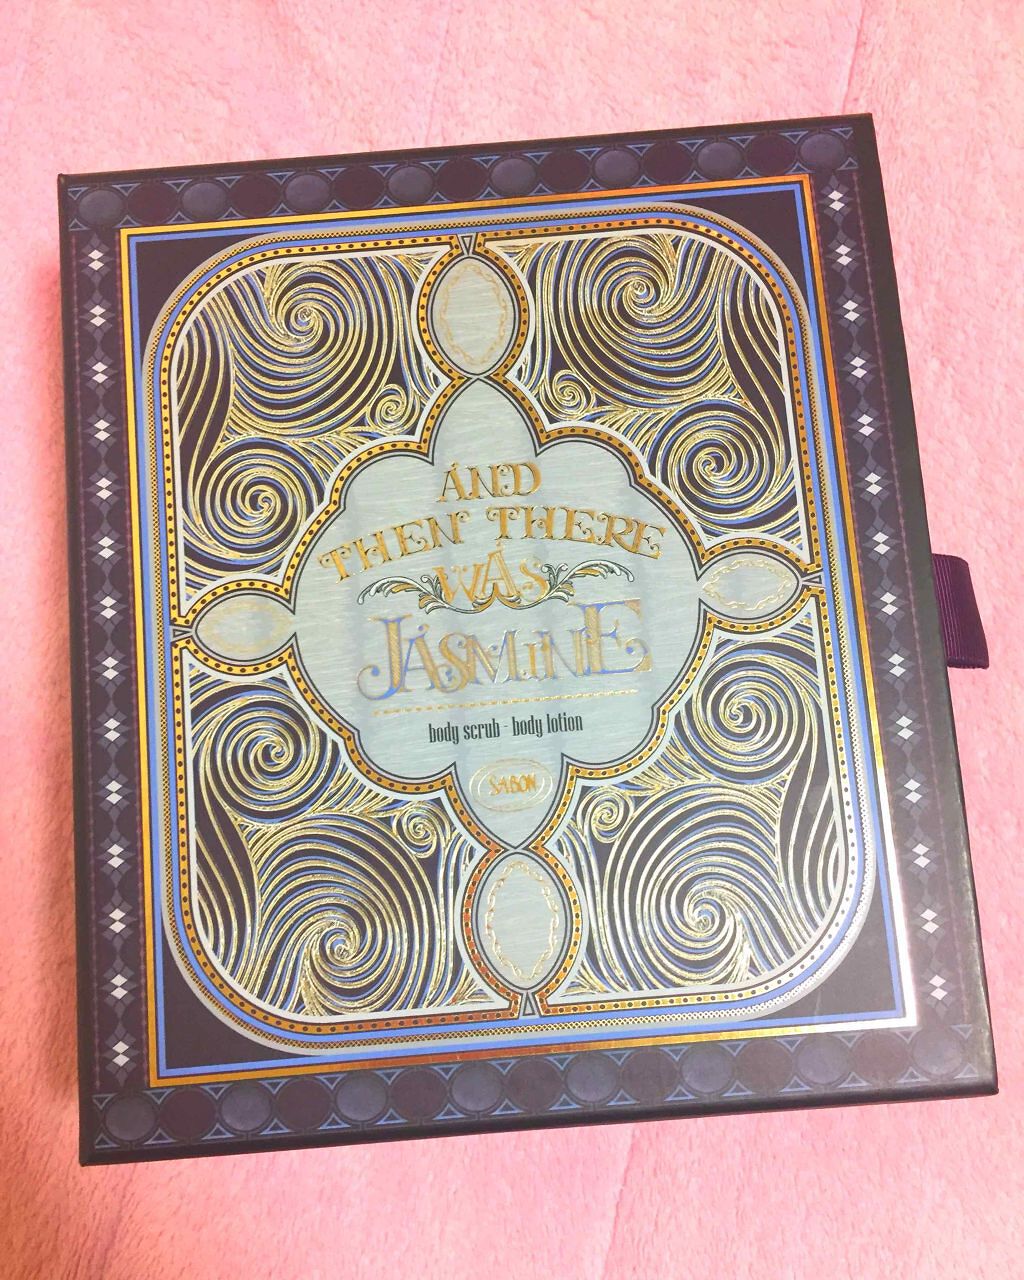 AND
THEN THERE
WAS
JASMINE
body scrub - body lotion
SABON